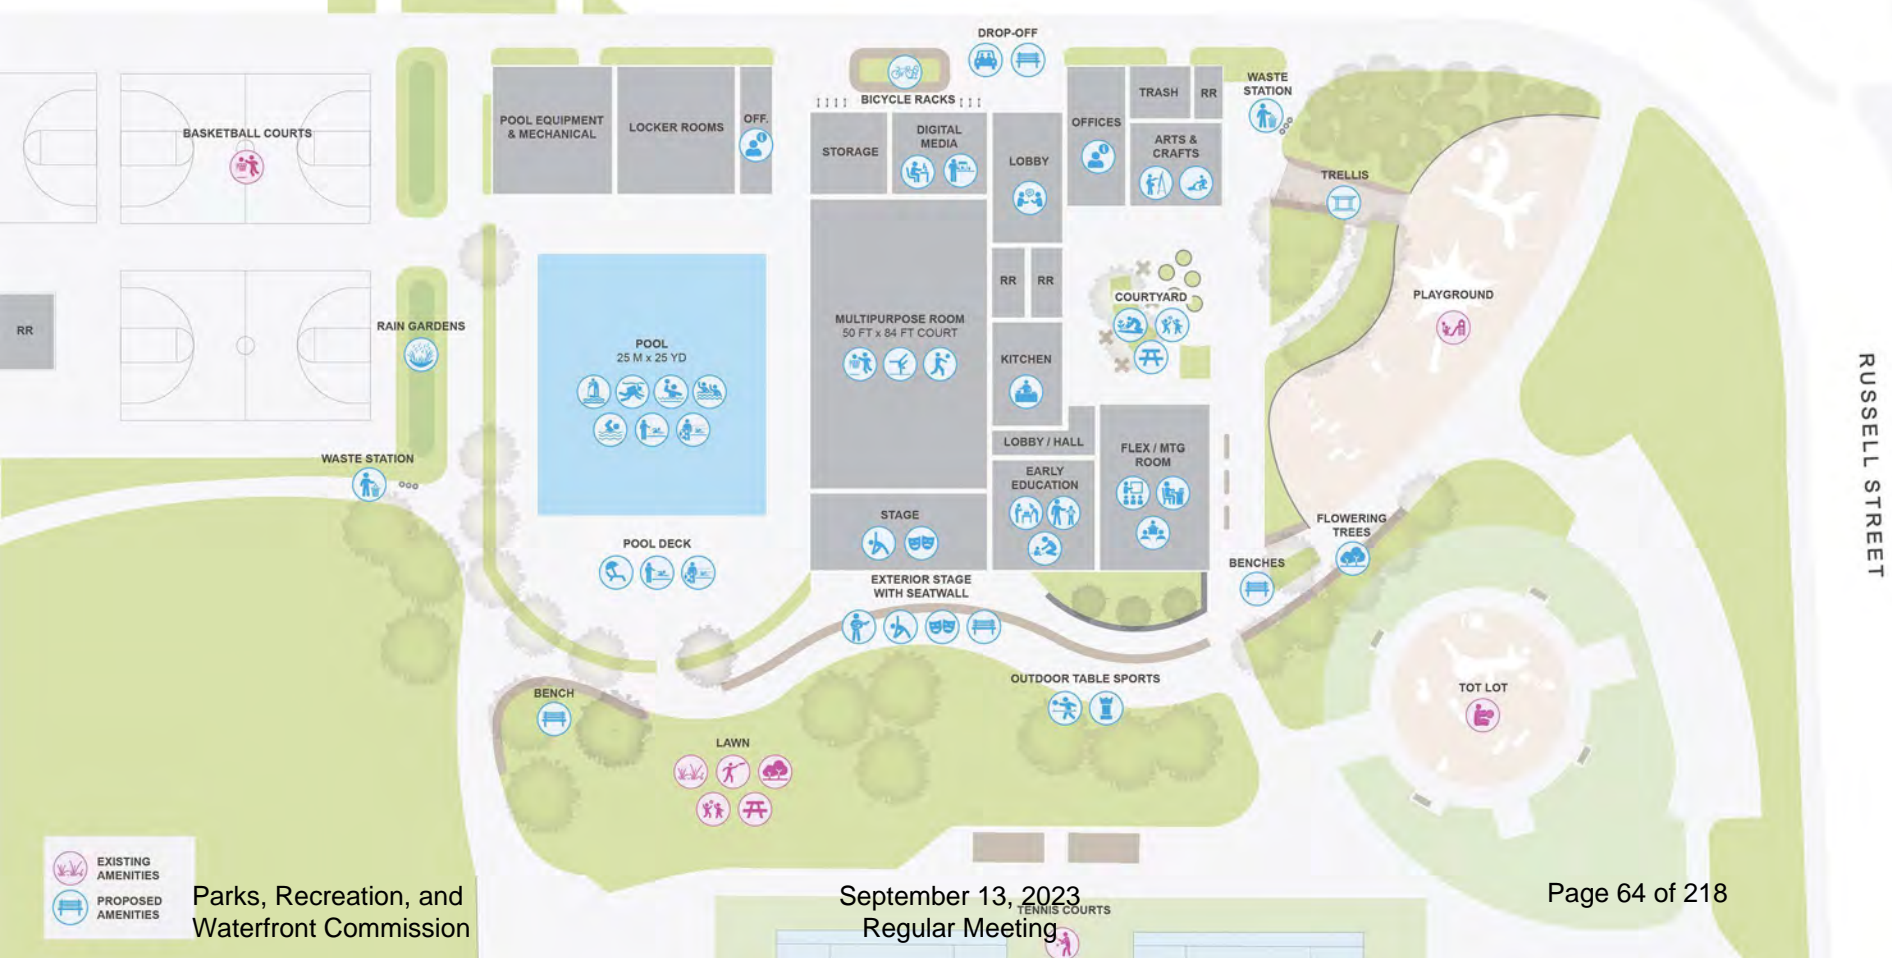 DROP-OFF
BICYCLE RACKS
WASTE
STATION
BASKETBALL COURTS
POOL EQUIPMENT
& MECHANICAL
LOCKER ROOMS
OFF.
STORAGE
DIGITAL
MEDIA
LOBBY
OFFICES
TRASH
RR
ARTS &
CRAFTS
TRELLIS
RR
RR
COURTYARD
PLAYGROUND
RR
RAIN GARDENS
POOL
25 M x 25 YD
MULTIPURPOSE ROOM
50 FT x 84 FT COURT
KITCHEN
RUSSELL STREET
WASTE STATION
LOBBY / HALL
FLEX / MTG
ROOM
EARLY
EDUCATION
STAGE
FLOWERING
TREES
POOL DECK
BENCHES
EXTERIOR STAGE
WITH SEATWALL
BENCH
OUTDOOR TABLE SPORTS
TOT LOT
LAWN
EXISTING
AMENITIES
PROPOSED
AMENITIES
TENNIS COURTS
Parks, Recreation, and
Waterfront Commission
September 13, 2023
Regular Meeting
Page 64 of 218